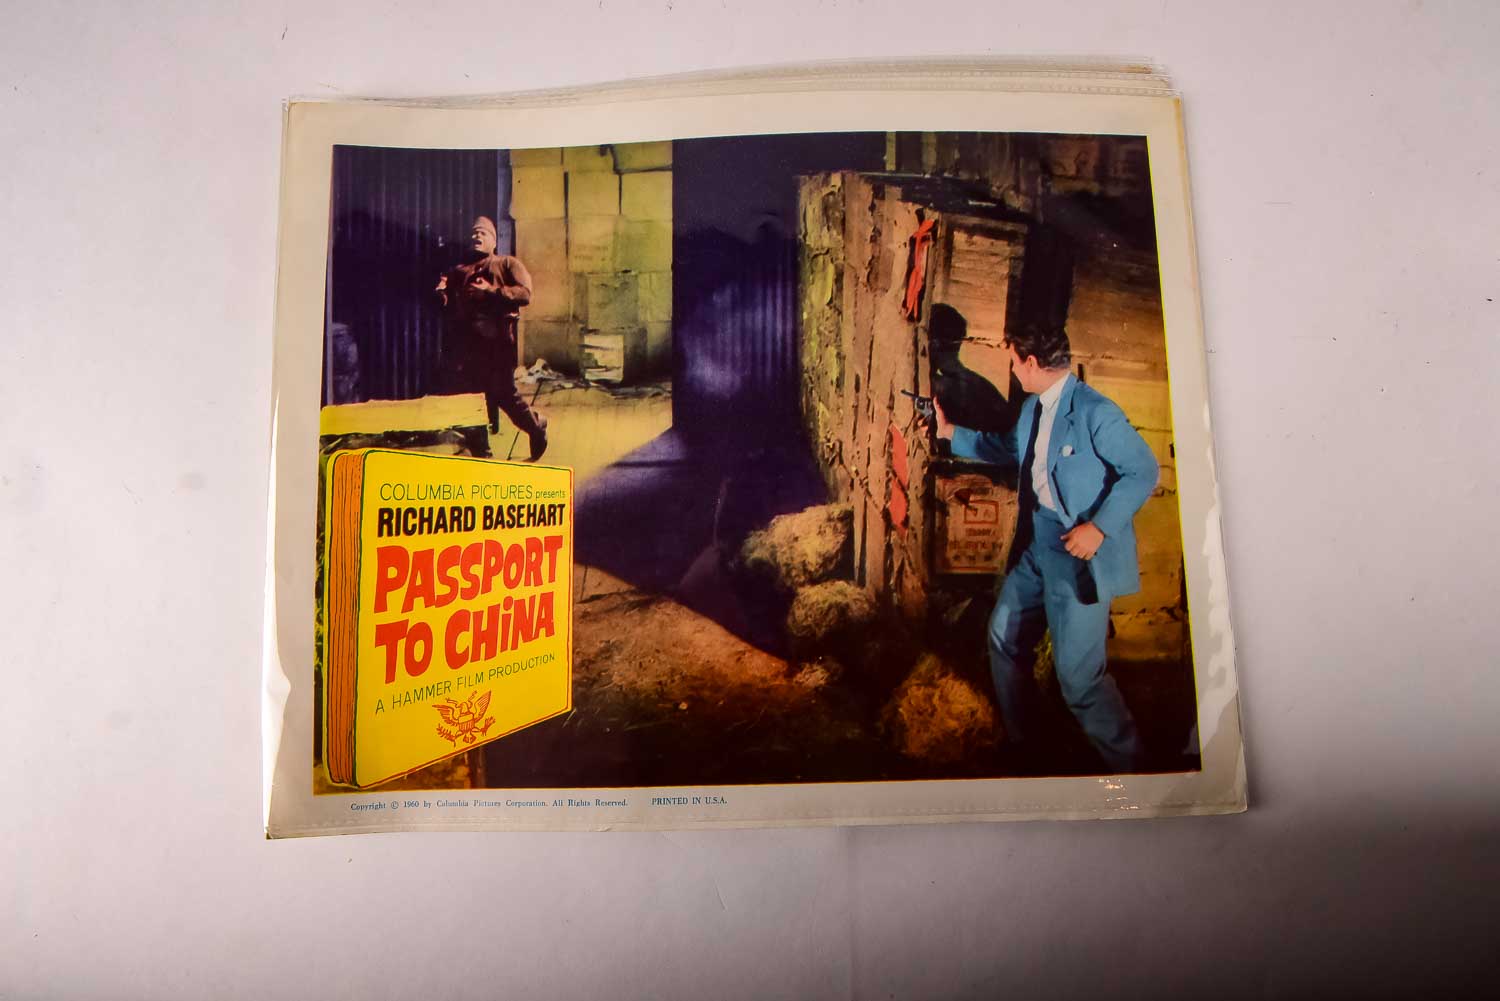 COLUMBIA PICTURES presents
RICHARD BASEHART
PASSPORT
TO CHiNA
A HAMMER FILM PRODUCTION
Copyright © 1960 by Columbia Pictures Corporation. All Rights Reserved. PRINTED IN U.S.A.